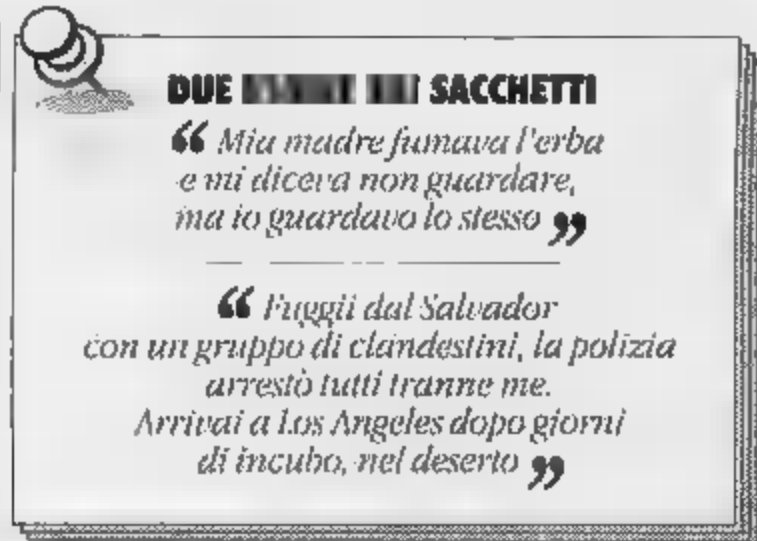 DUE SACCHETTI
“ Mia madre fumava l'erba
e mi diceva non guardare,
ma io guardavo lo stesso ”
“ Fuggii dal Salvador
con un gruppo di clandestini, la polizia
arrestò tutti tranne me.
Arrivai a Los Angeles dopo giorni
di incubo, nel deserto ”